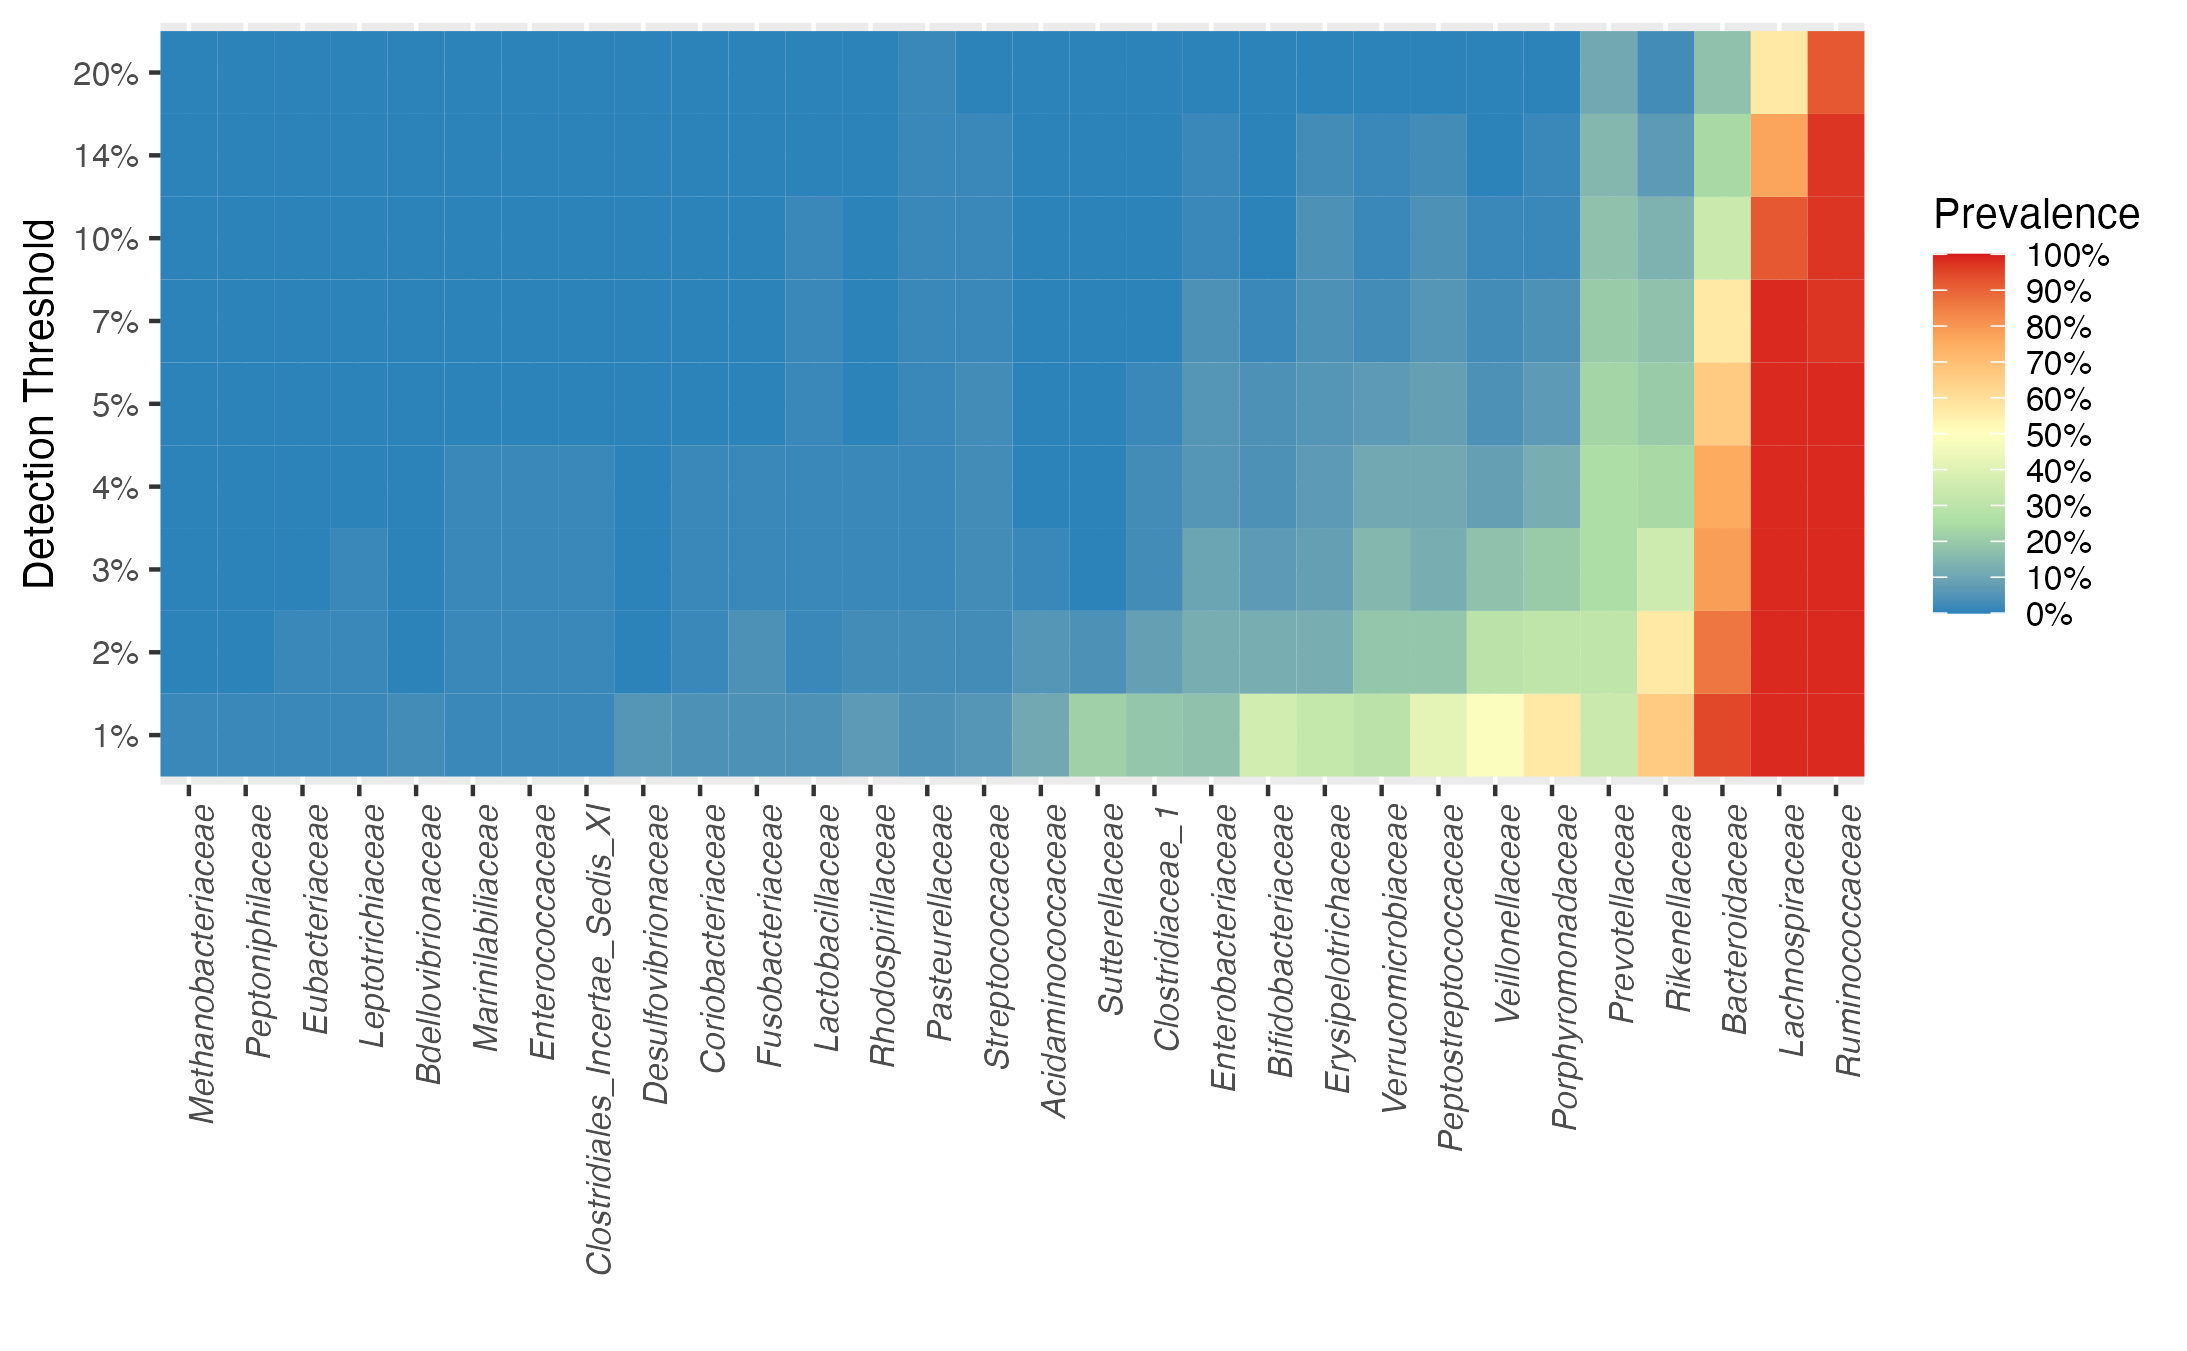 Detection Threshold
20%
14%
10%
7%
5%
4%
3%
2%
1%
Methanobacteriaceae
Peptoniphilaceae
Eubacteriaceae
Leptotrichiaceae
Bdellovibrionaceae
Marinilabiliaceae
Enterococcaceae
Clostridiales_Incertae_Sedis_XI
Desulfovibrionaceae
Coriobacteriaceae
Fusobacteriaceae
Lactobacillaceae
Rhodospirillaceae
Pasteurellaceae
Streptococcaceae
Acidaminococcaceae
Sutterellaceae
Clostridiaceae_1
Enterobacteriaceae
Bifidobacteriaceae
Erysipelotrichaceae
Verrucomicrobiaceae
Peptostreptococcaceae
Veillonellaceae
Porphyromonadaceae
Prevotellaceae
Rikenellaceae
Bacteroidaceae
Lachnospiraceae
Ruminococcaceae
Prevalence
100%
90%
80%
70%
60%
50%
40%
30%
20%
10%
0%